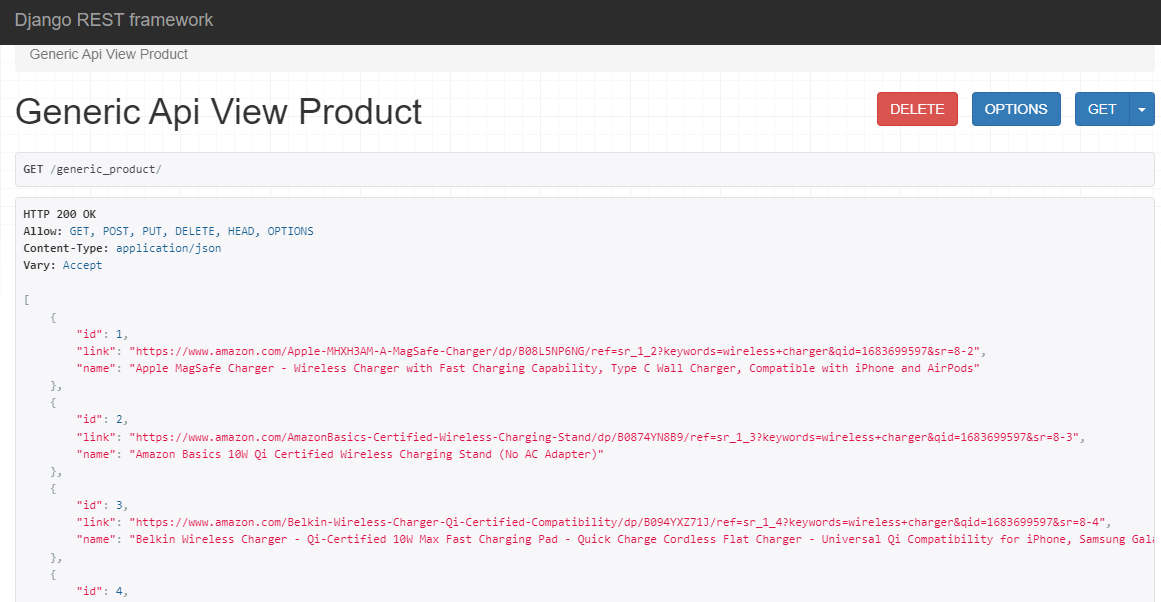 Django REST framework
Generic Api View Product
Generic Api View Product
DELETE
OPTIONS
GET
GET /generic_product/
HTTP 200 OK
Allow: GET, POST, PUT, DELETE, HEAD, OPTIONS
Content-Type: application/json
Vary: Accept
[
{
"id": 1,
"link": "https://www.amazon.com/Apple-MHXH3AM-A-MagSafe-Charger/dp/B08L5NP6NG/ref=sr_1_2?keywords=wireless+charger&qid=1683699597&sr=8-2",
"name": "Apple MagSafe Charger - Wireless Charger with Fast Charging Capability, Type C Wall Charger, Compatible with iPhone and AirPods"
},
{
"id": 2,
"link": "https://www.amazon.com/AmazonBasics-Certified-Wireless-Charging-Stand/dp/B0874YN8B9/ref=sr_1_3?keywords=wireless+charger&qid=1683699597&sr=8-3",
"name": "Amazon Basics 10W Qi Certified Wireless Charging Stand (No AC Adapter)"
},
{
"id": 3,
"link": "https://www.amazon.com/Belkin-Wireless-Charger-Qi-Certified-Compatibility/dp/B094YXZ71J/ref=sr_1_4?keywords=wireless+charger&qid=1683699597&sr=8-4",
"name": "Belkin Wireless Charger - Qi-Certified 10W Max Fast Charging Pad - Quick Charge Cordless Flat Charger - Universal Qi Compatibility for iPhone, Samsung Gala
},
{
"id": 4,